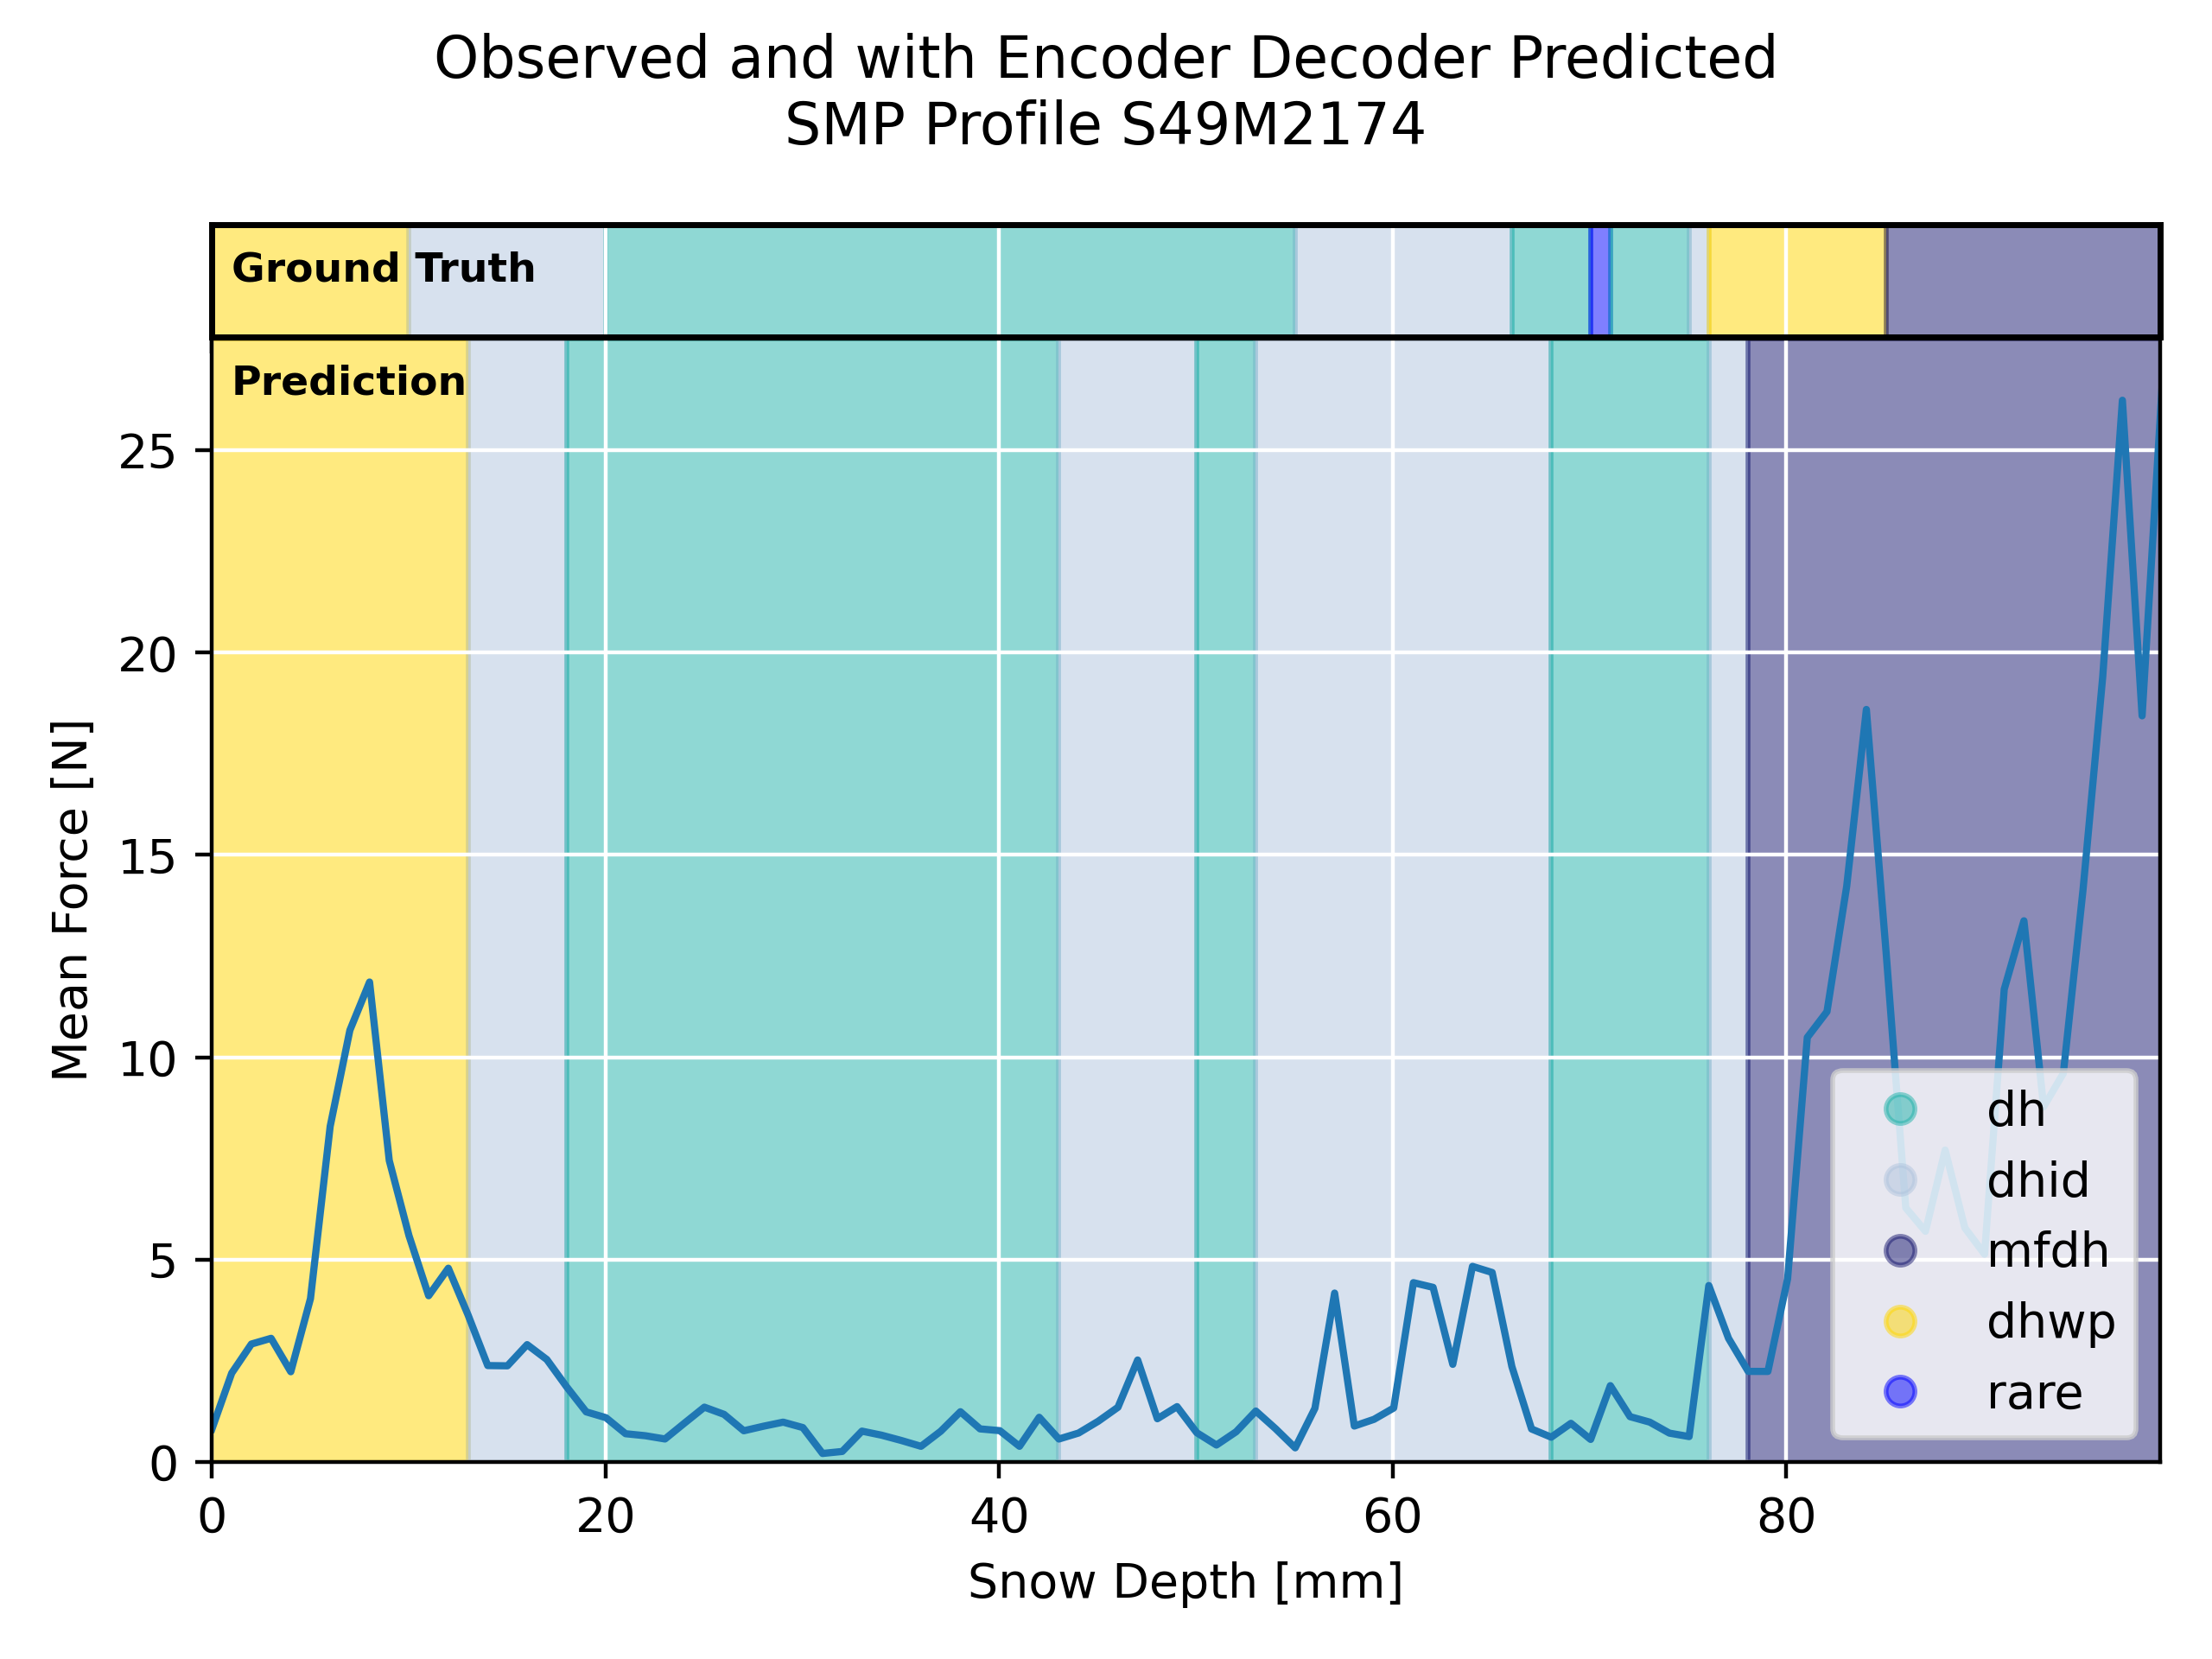 Observed and with Encoder Decoder Predicted
SMP Profile S49M2174
Ground Truth
Prediction
25
20
15
10
5
0
Mean Force [N]
dh
dhid
mfdh
dhwp
rare
0 20 40 60 80
Snow Depth [mm]